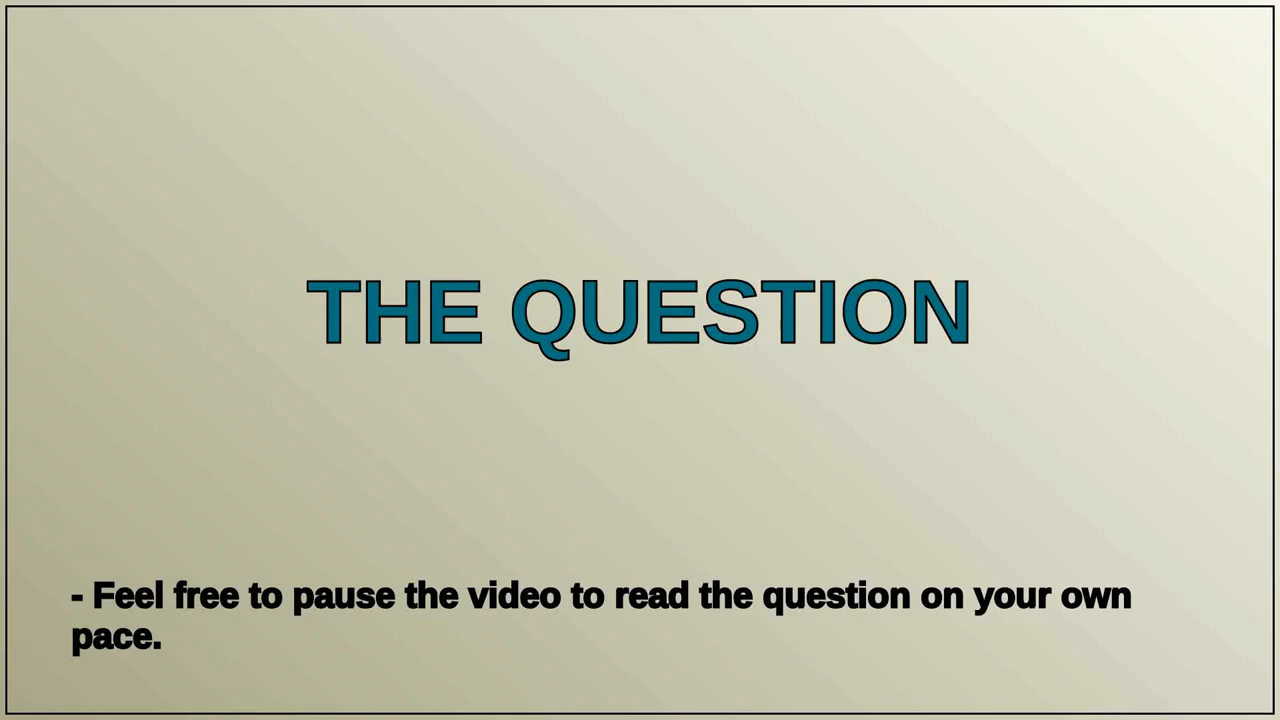 THE QUESTION
- Feel free to pause the video to read the question on your own
pace.